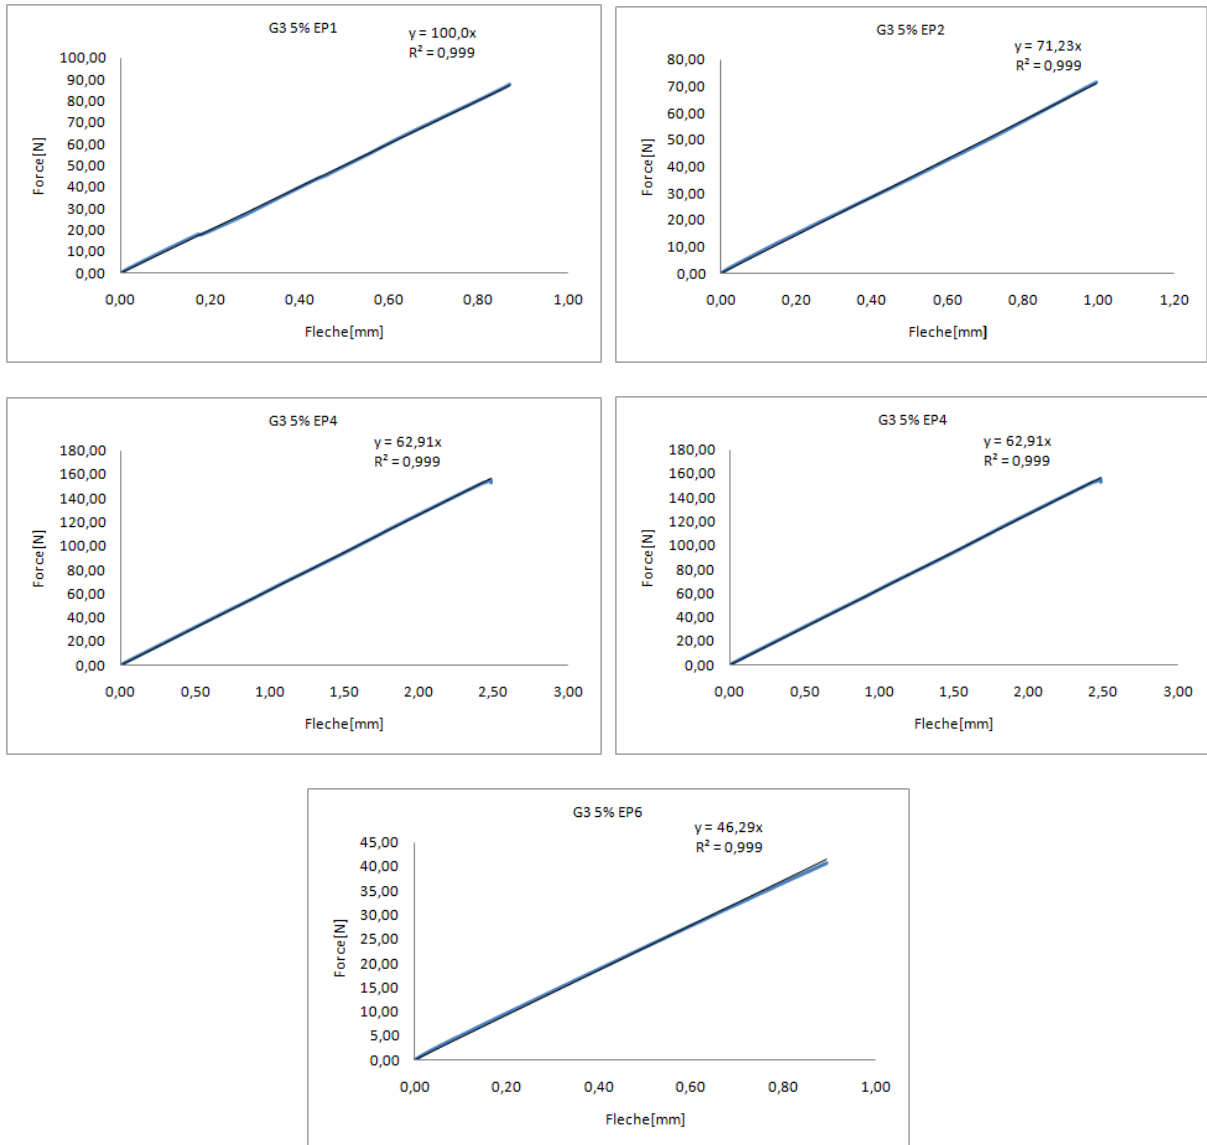 G3 5% EP1
y = 100,0x
R² = 0,999
100,00
90,00
80,00
70,00
60,00
50,00
40,00
30,00
20,00
10,00
0,00
Force[N]
0,00 0,20 0,40 0,60 0,80 1,00
Fleche[mm]
G3 5% EP2
y = 71,23x
R² = 0,999
80,00
70,00
60,00
50,00
40,00
30,00
20,00
10,00
0,00
Force[N]
0,00 0,20 0,40 0,60 0,80 1,00 1,20
Fleche[mm]
G3 5% EP4
y = 62,91x
R² = 0,999
180,00
160,00
140,00
120,00
100,00
80,00
60,00
40,00
20,00
0,00
Force[N]
0,00 0,50 1,00 1,50 2,00 2,50 3,00
Fleche[mm]
G3 5% EP4
y = 62,91x
R² = 0,999
180,00
160,00
140,00
120,00
100,00
80,00
60,00
40,00
20,00
0,00
Force[N]
0,00 0,50 1,00 1,50 2,00 2,50 3,00
Fleche[mm]
G3 5% EP6
y = 46,29x
R² = 0,999
45,00
40,00
35,00
30,00
25,00
20,00
15,00
10,00
5,00
0,00
Force[N]
0,00 0,20 0,40 0,60 0,80 1,00
Fleche[mm]